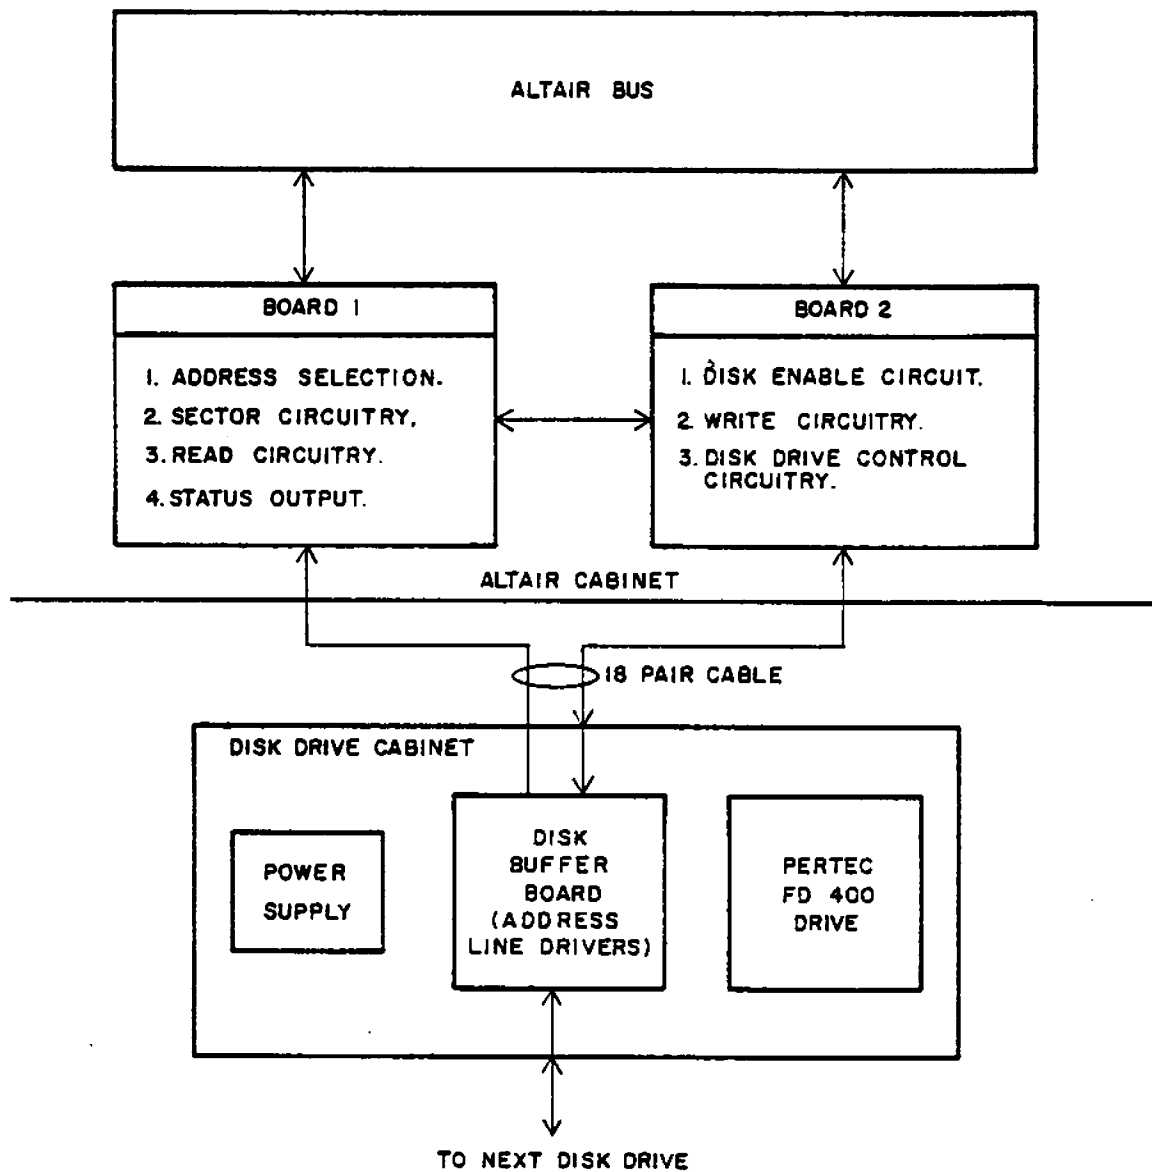 ALTAIR BUS
BOARD 1
1. ADDRESS SELECTION.
2. SECTOR CIRCUITRY.
3. READ CIRCUITRY.
4. STATUS OUTPUT.
BOARD 2
1. DISK ENABLE CIRCUIT.
2. WRITE CIRCUITRY.
3. DISK DRIVE CONTROL
CIRCUITRY.
ALTAIR CABINET
18 PAIR CABLE
DISK DRIVE CABINET
POWER
SUPPLY
DISK
BUFFER
BOARD
(ADDRESS
LINE DRIVERS)
PERTEC
FD 400
DRIVE
TO NEXT DISK DRIVE